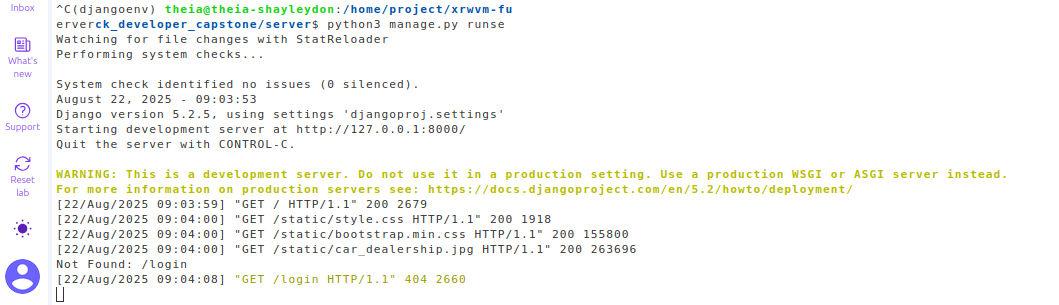 Inbox
What's
new
Support
Reset
lab
^C(djangoenv) theia@theia-shayleydon:/home/project/xrwvm-fu
erverck_developer_capstone/server$ python3 manage.py runse
Watching for file changes with StatReloader
Performing system checks...
System check identified no issues (0 silenced).
August 22, 2025 - 09:03:53
Django version 5.2.5, using settings 'djangoproj.settings'
Starting development server at http://127.0.0.1:8000/
Quit the server with CONTROL-C.
WARNING: This is a development server. Do not use it in a production setting. Use a production WSGI or ASGI server instead.
For more information on production servers see: https://docs.djangoproject.com/en/5.2/howto/deployment/
[22/Aug/2025 09:03:59] "GET / HTTP/1.1" 200 2679
[22/Aug/2025 09:04:00] "GET /static/style.css HTTP/1.1" 200 1918
[22/Aug/2025 09:04:00] "GET /static/bootstrap.min.css HTTP/1.1" 200 155800
[22/Aug/2025 09:04:00] "GET /static/car_dealership.jpg HTTP/1.1" 200 263696
Not Found: /login
[22/Aug/2025 09:04:08] "GET /login HTTP/1.1" 404 2660